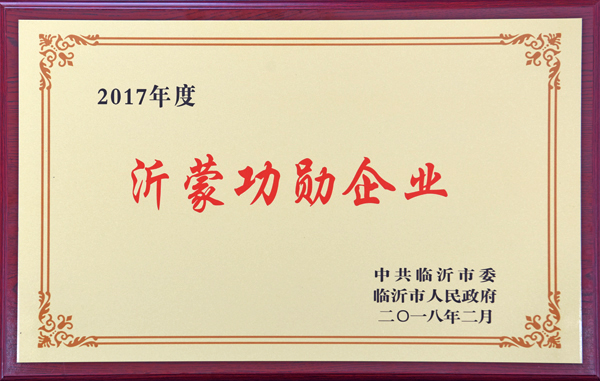 2017年度
沂蒙功勋企业
中共临沂市委
临沂市人民政府
二〇一八年二月